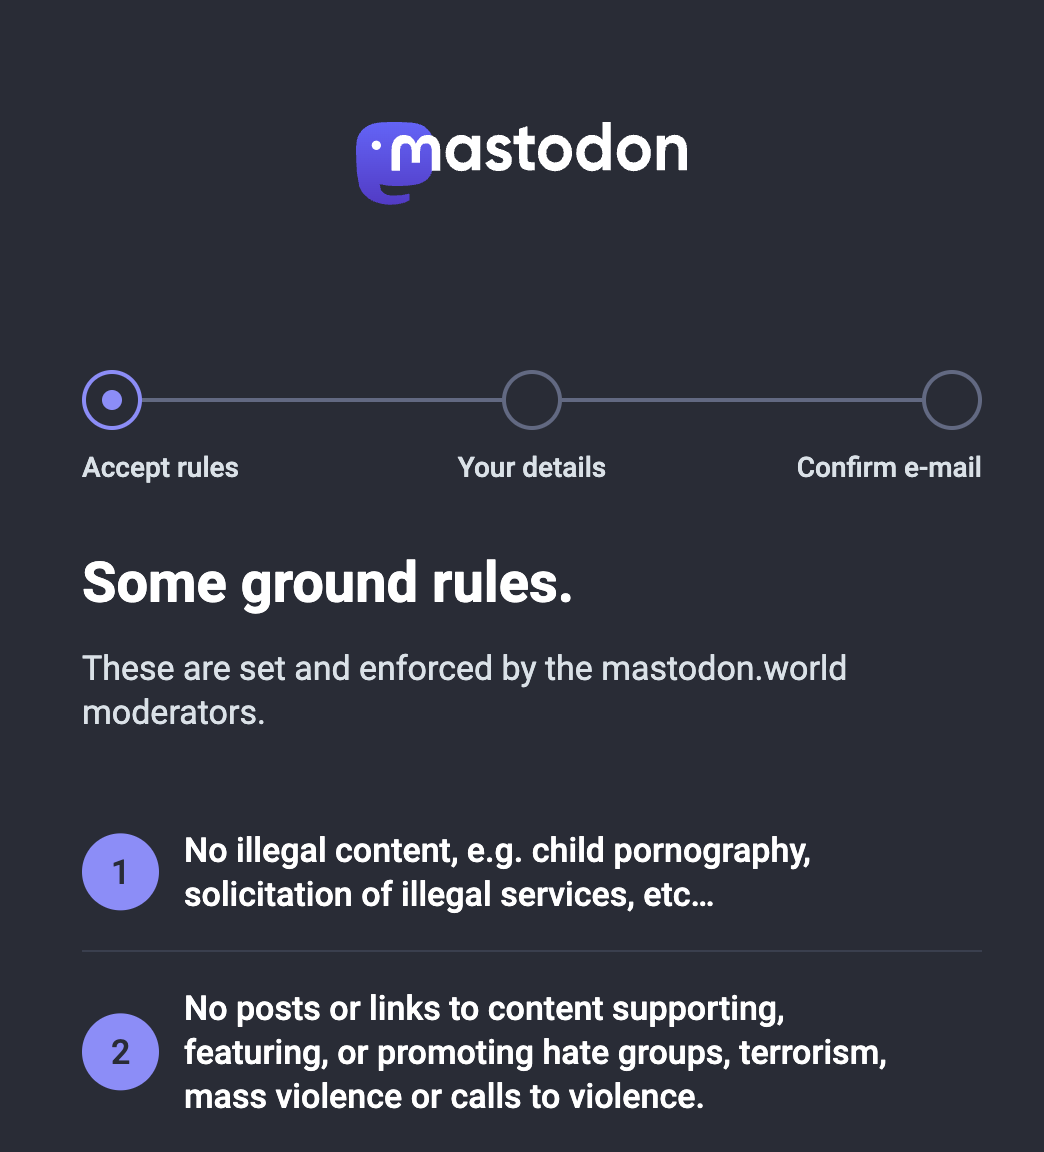 mastodon
Accept rules
Your details
Confirm e-mail
Some ground rules.
These are set and enforced by the mastodon.world
moderators.
1
No illegal content, e.g. child pornography,
solicitation of illegal services, etc…
2
No posts or links to content supporting,
featuring, or promoting hate groups, terrorism,
mass violence or calls to violence.